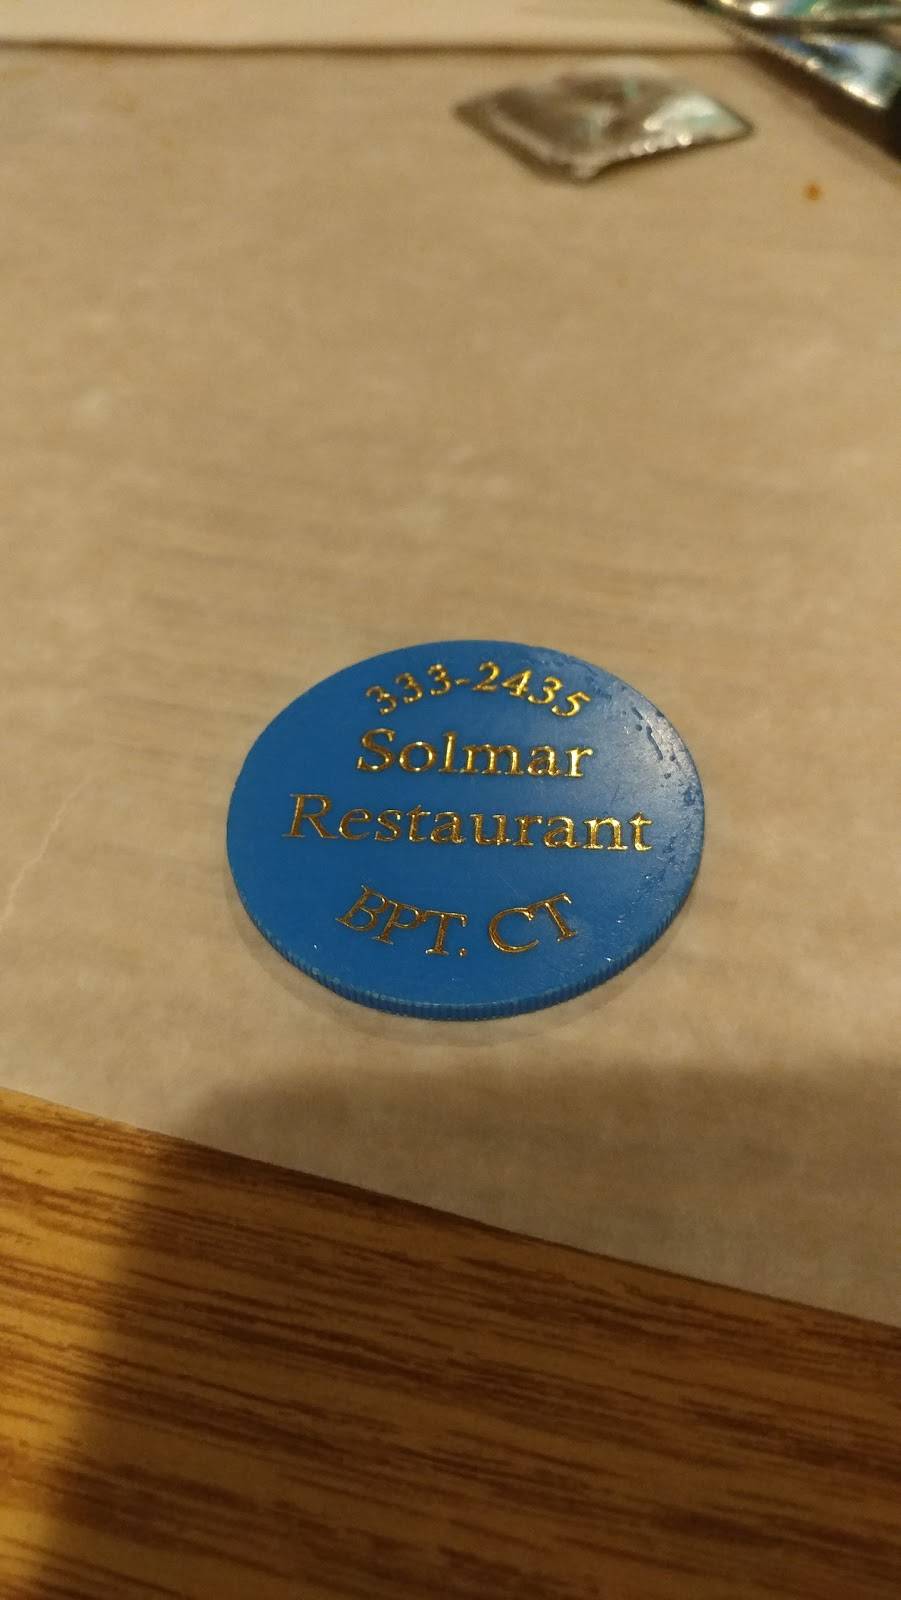 333-2435
Solmar
Restaurant
BPT. CT